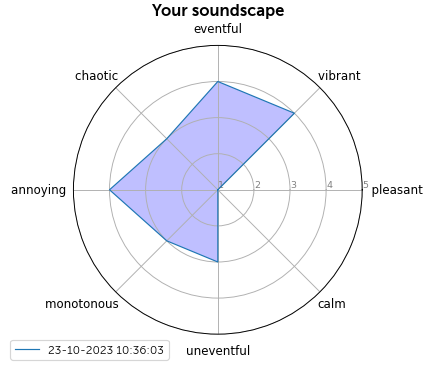 Your soundscape
eventful
chaotic
vibrant
annoying
1 2 3 4 5
pleasant
monotonous
calm
uneventful
23-10-2023 10:36:03